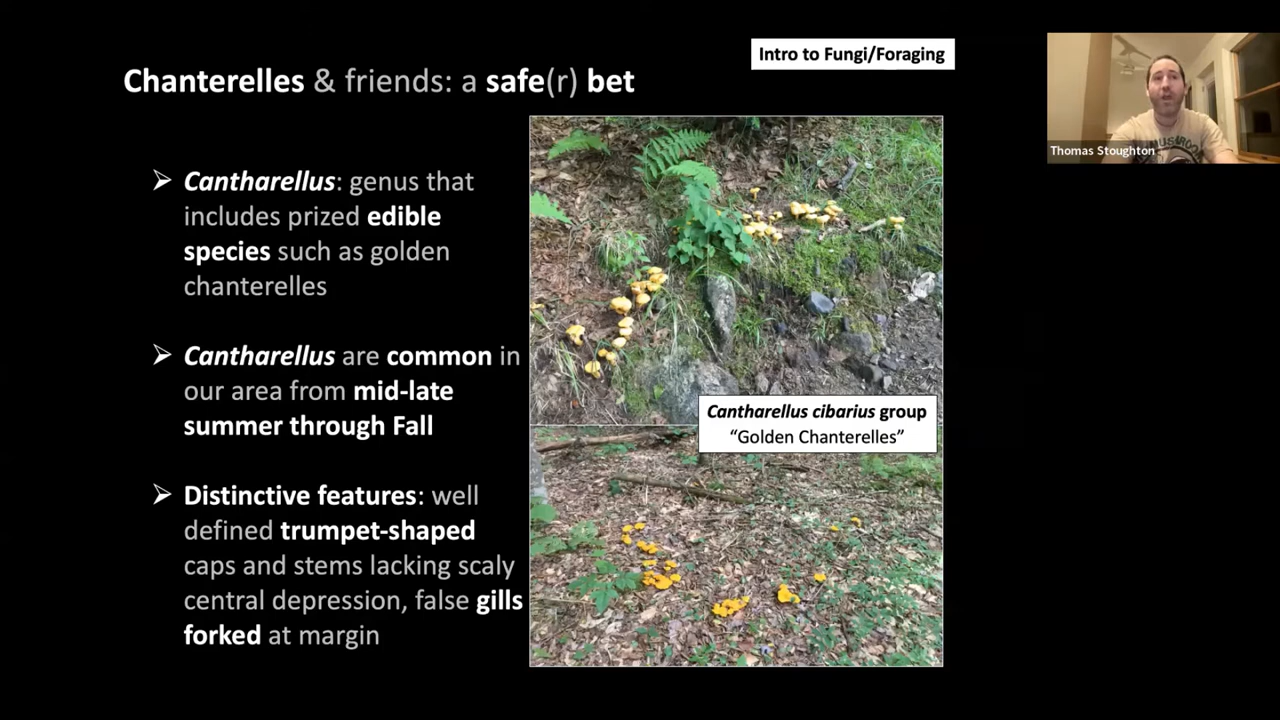 Intro to Fungi/Foraging
Chanterelles & friends: a safe(r) bet
Thomas Stoughton
Cantharellus: genus that
includes prized edible
species such as golden
chanterelles
Cantharellus are common in
our area from mid-late
summer through Fall
Distinctive features: well
defined trumpet-shaped
caps and stems lacking scaly
central depression, false gills
forked at margin
Cantharellus cibarius group
“Golden Chanterelles”